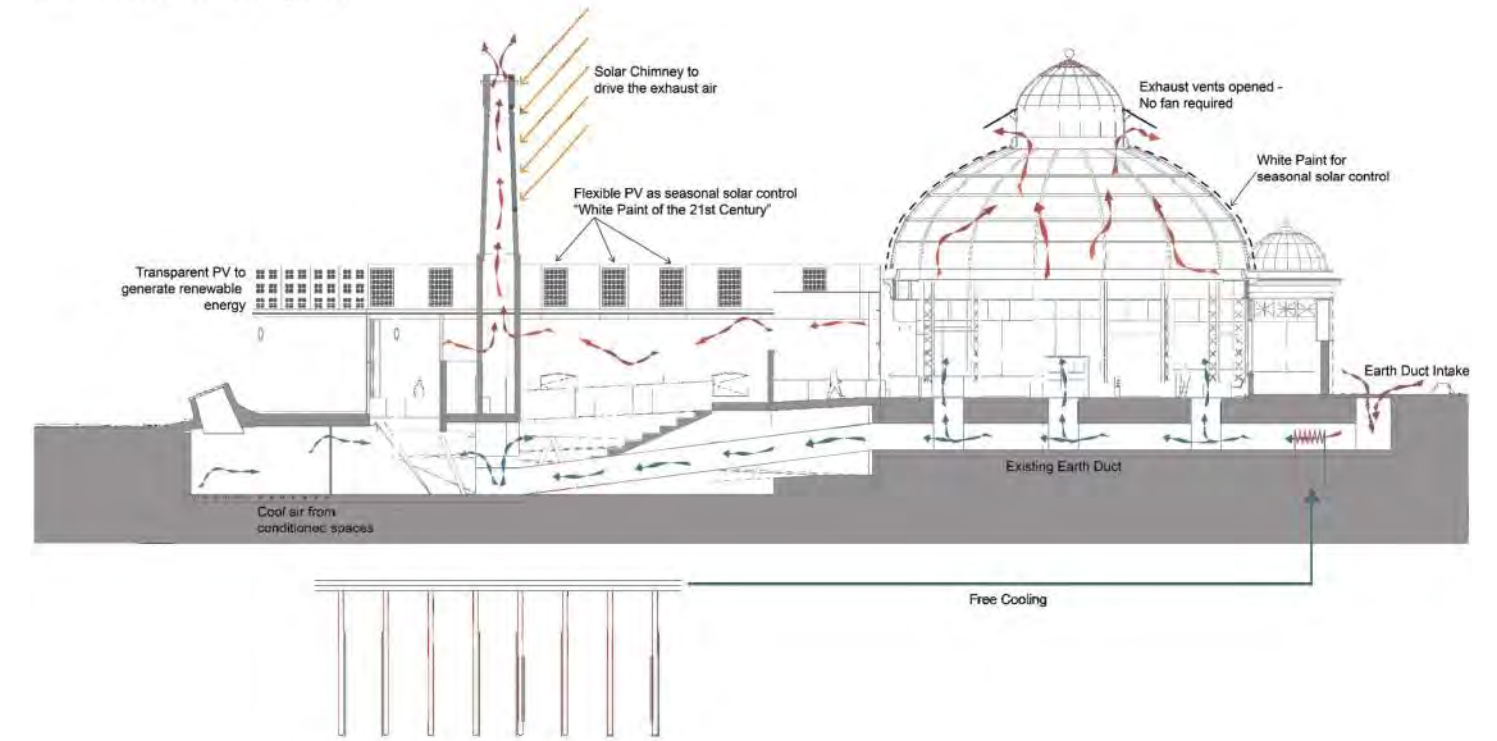 Solar Chimney to
drive the exhaust air
Exhaust vents opened -
No fan required
White Paint for
seasonal solar control
Flexible PV as seasonal solar control
"White Paint of the 21st Century"
Transparent PV to
generate renewable
energy
Earth Duct Intake
Existing Earth Duct
Cool air from
conditioned spaces
Free Cooling